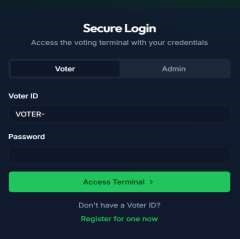 Secure Login
Access the voting terminal with your credentials
Voter
Admin
Voter ID
VOTER-
Password
Access Terminal >
Don't have a Voter ID?
Register for one now